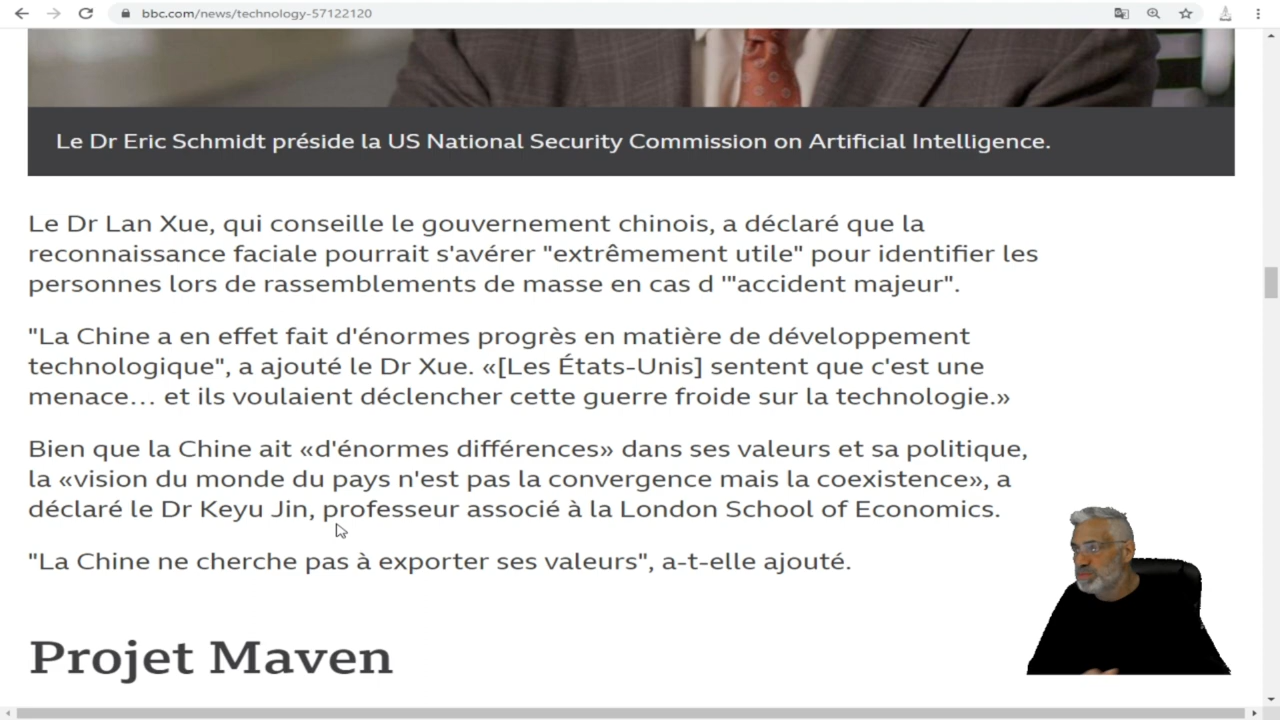 bbc.com/news/technology-57122120
Le Dr Eric Schmidt préside la US National Security Commission on Artificial Intelligence.
Le Dr Lan Xue, qui conseille le gouvernement chinois, a déclaré que la
reconnaissance faciale pourrait s'avérer "extrêmement utile" pour identifier les
personnes lors de rassemblements de masse en cas d '"accident majeur".
"La Chine a en effet fait d'énormes progrès en matière de développement
technologique", a ajouté le Dr Xue. «[Les États-Unis] sentent que c'est une
menace… et ils voulaient déclencher cette guerre froide sur la technologie.»
Bien que la Chine ait «d'énormes différences» dans ses valeurs et sa politique,
la «vision du monde du pays n'est pas la convergence mais la coexistence», a
déclaré le Dr Keyu Jin, professeur associé à la London School of Economics.
"La Chine ne cherche pas à exporter ses valeurs", a-t-elle ajouté.
Projet Maven